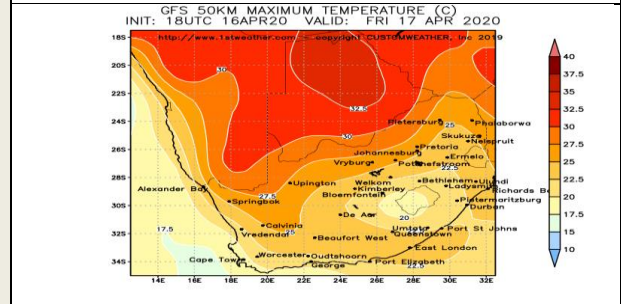 GFS 50KM MAXIMUM TEMPERATURE (C)
INIT: 18UTC 16APR20 VALID: FRI 17 APR 2020
http://www.1stweather.com -- copyright CUSTOMWEATHER, Inc 2019
18S
20S
22S
24S
26S
28S
30S
32S
34S
14E 16E 18E 20E 22E 24E 26E 28E 30E 32E
30
32.5
30
27.5
25
22.5
20
17.5
25
22.5
Pietersburg
Phalaborwa
Skukuza
Nelspruit
Pretoria
Johannesburg
Ermelo
Vryburg
Potchefstroom
Bethlehem
Ulundi
Welkom
Ladysmith
Kimberley
Richards B
Alexander Bay
Upington
Bloemfontein
Springbok
Pietermaritzburg
Durban
De Aar
Calvinia
Umtata
Port St Johns
Vredendal
Queenstown
Beaufort West
East London
Worcester
Oudtshoorn
Cape Town
George
Port Elizabeth
40
37.5
35
32.5
30
27.5
25
22.5
20
17.5
15
10